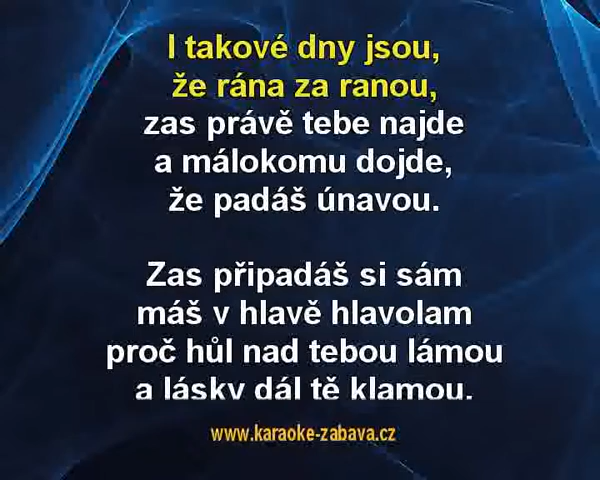 I takové dny jsou,
že rána za ranou,
zas právě tebe najde
a málokomu dojde,
že padáš únavou.
Zas připadáš si sám
máš v hlavě hlavolam
proč hůl nad tebou lámou
a lásky dál tě klamou.
www.karaoke-zabava.cz